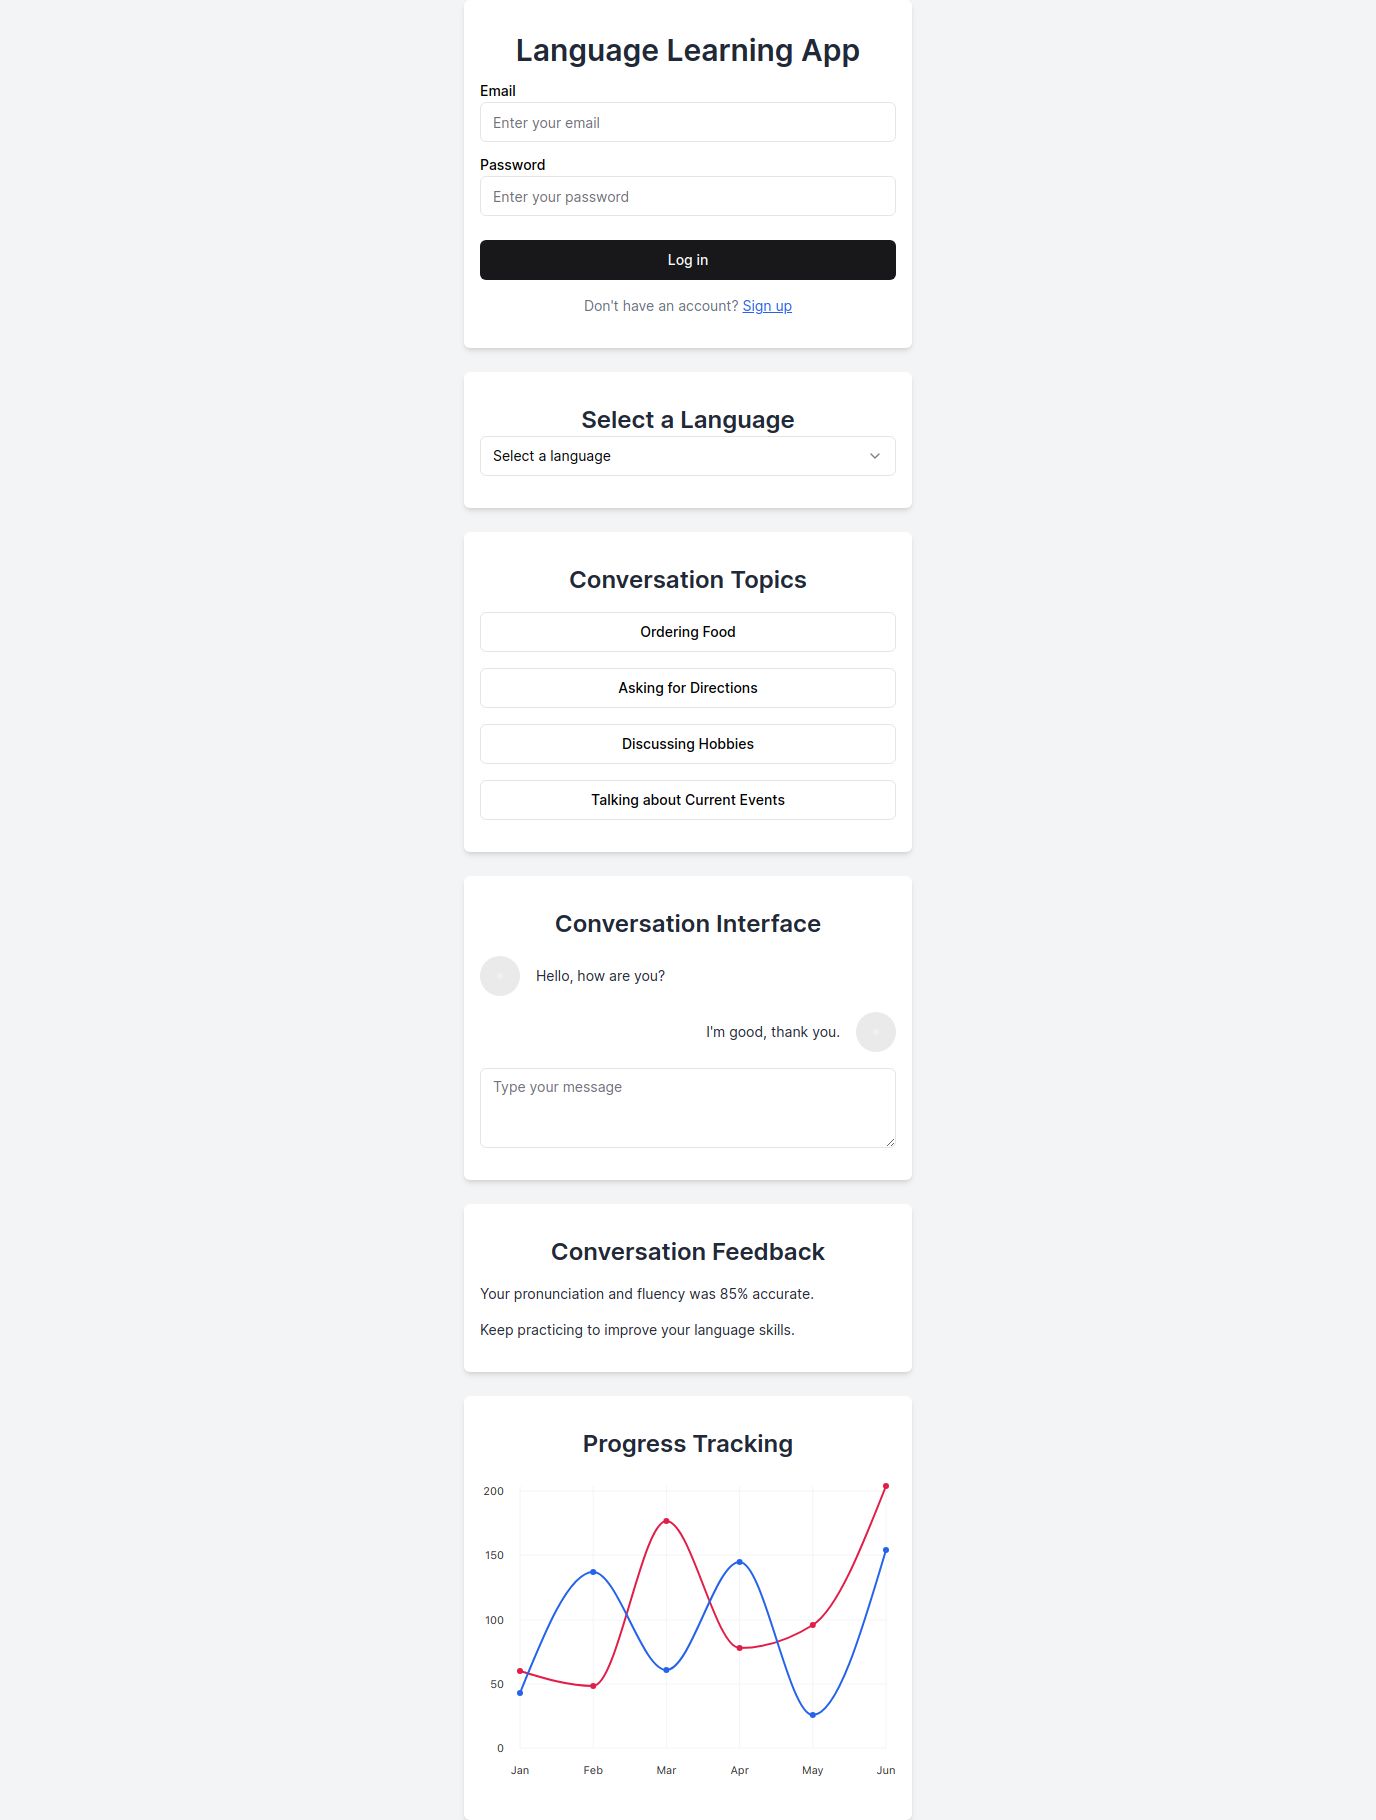 Language Learning App
Email
Enter your email
Password
Enter your password
Log in
Don't have an account? Sign up
Select a Language
Select a language
Conversation Topics
Ordering Food
Asking for Directions
Discussing Hobbies
Talking about Current Events
Conversation Interface
Hello, how are you?
I'm good, thank you.
Type your message
Conversation Feedback
Your pronunciation and fluency was 85% accurate.
Keep practicing to improve your language skills.
Progress Tracking
200
150
100
50
0
Jan Feb Mar Apr May Jun